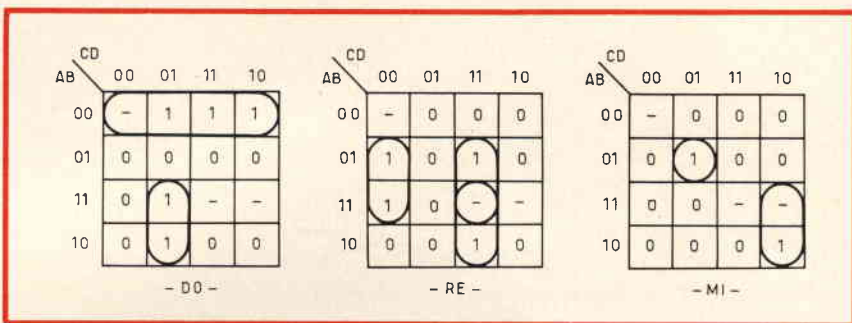 CD
AB 00 01 11 10
00 - 1 1 1
01 0 0 0 0
11 0 1 - -
10 0 1 0 0
- DO -
CD
AB 00 01 11 10
00 - 0 0 0
01 1 0 1 0
11 1 0 - -
10 0 0 1 0
- RE -
CD
AB 00 01 11 10
00 - 0 0 0
01 0 1 0 0
11 0 0 - -
10 0 0 0 1
- MI -